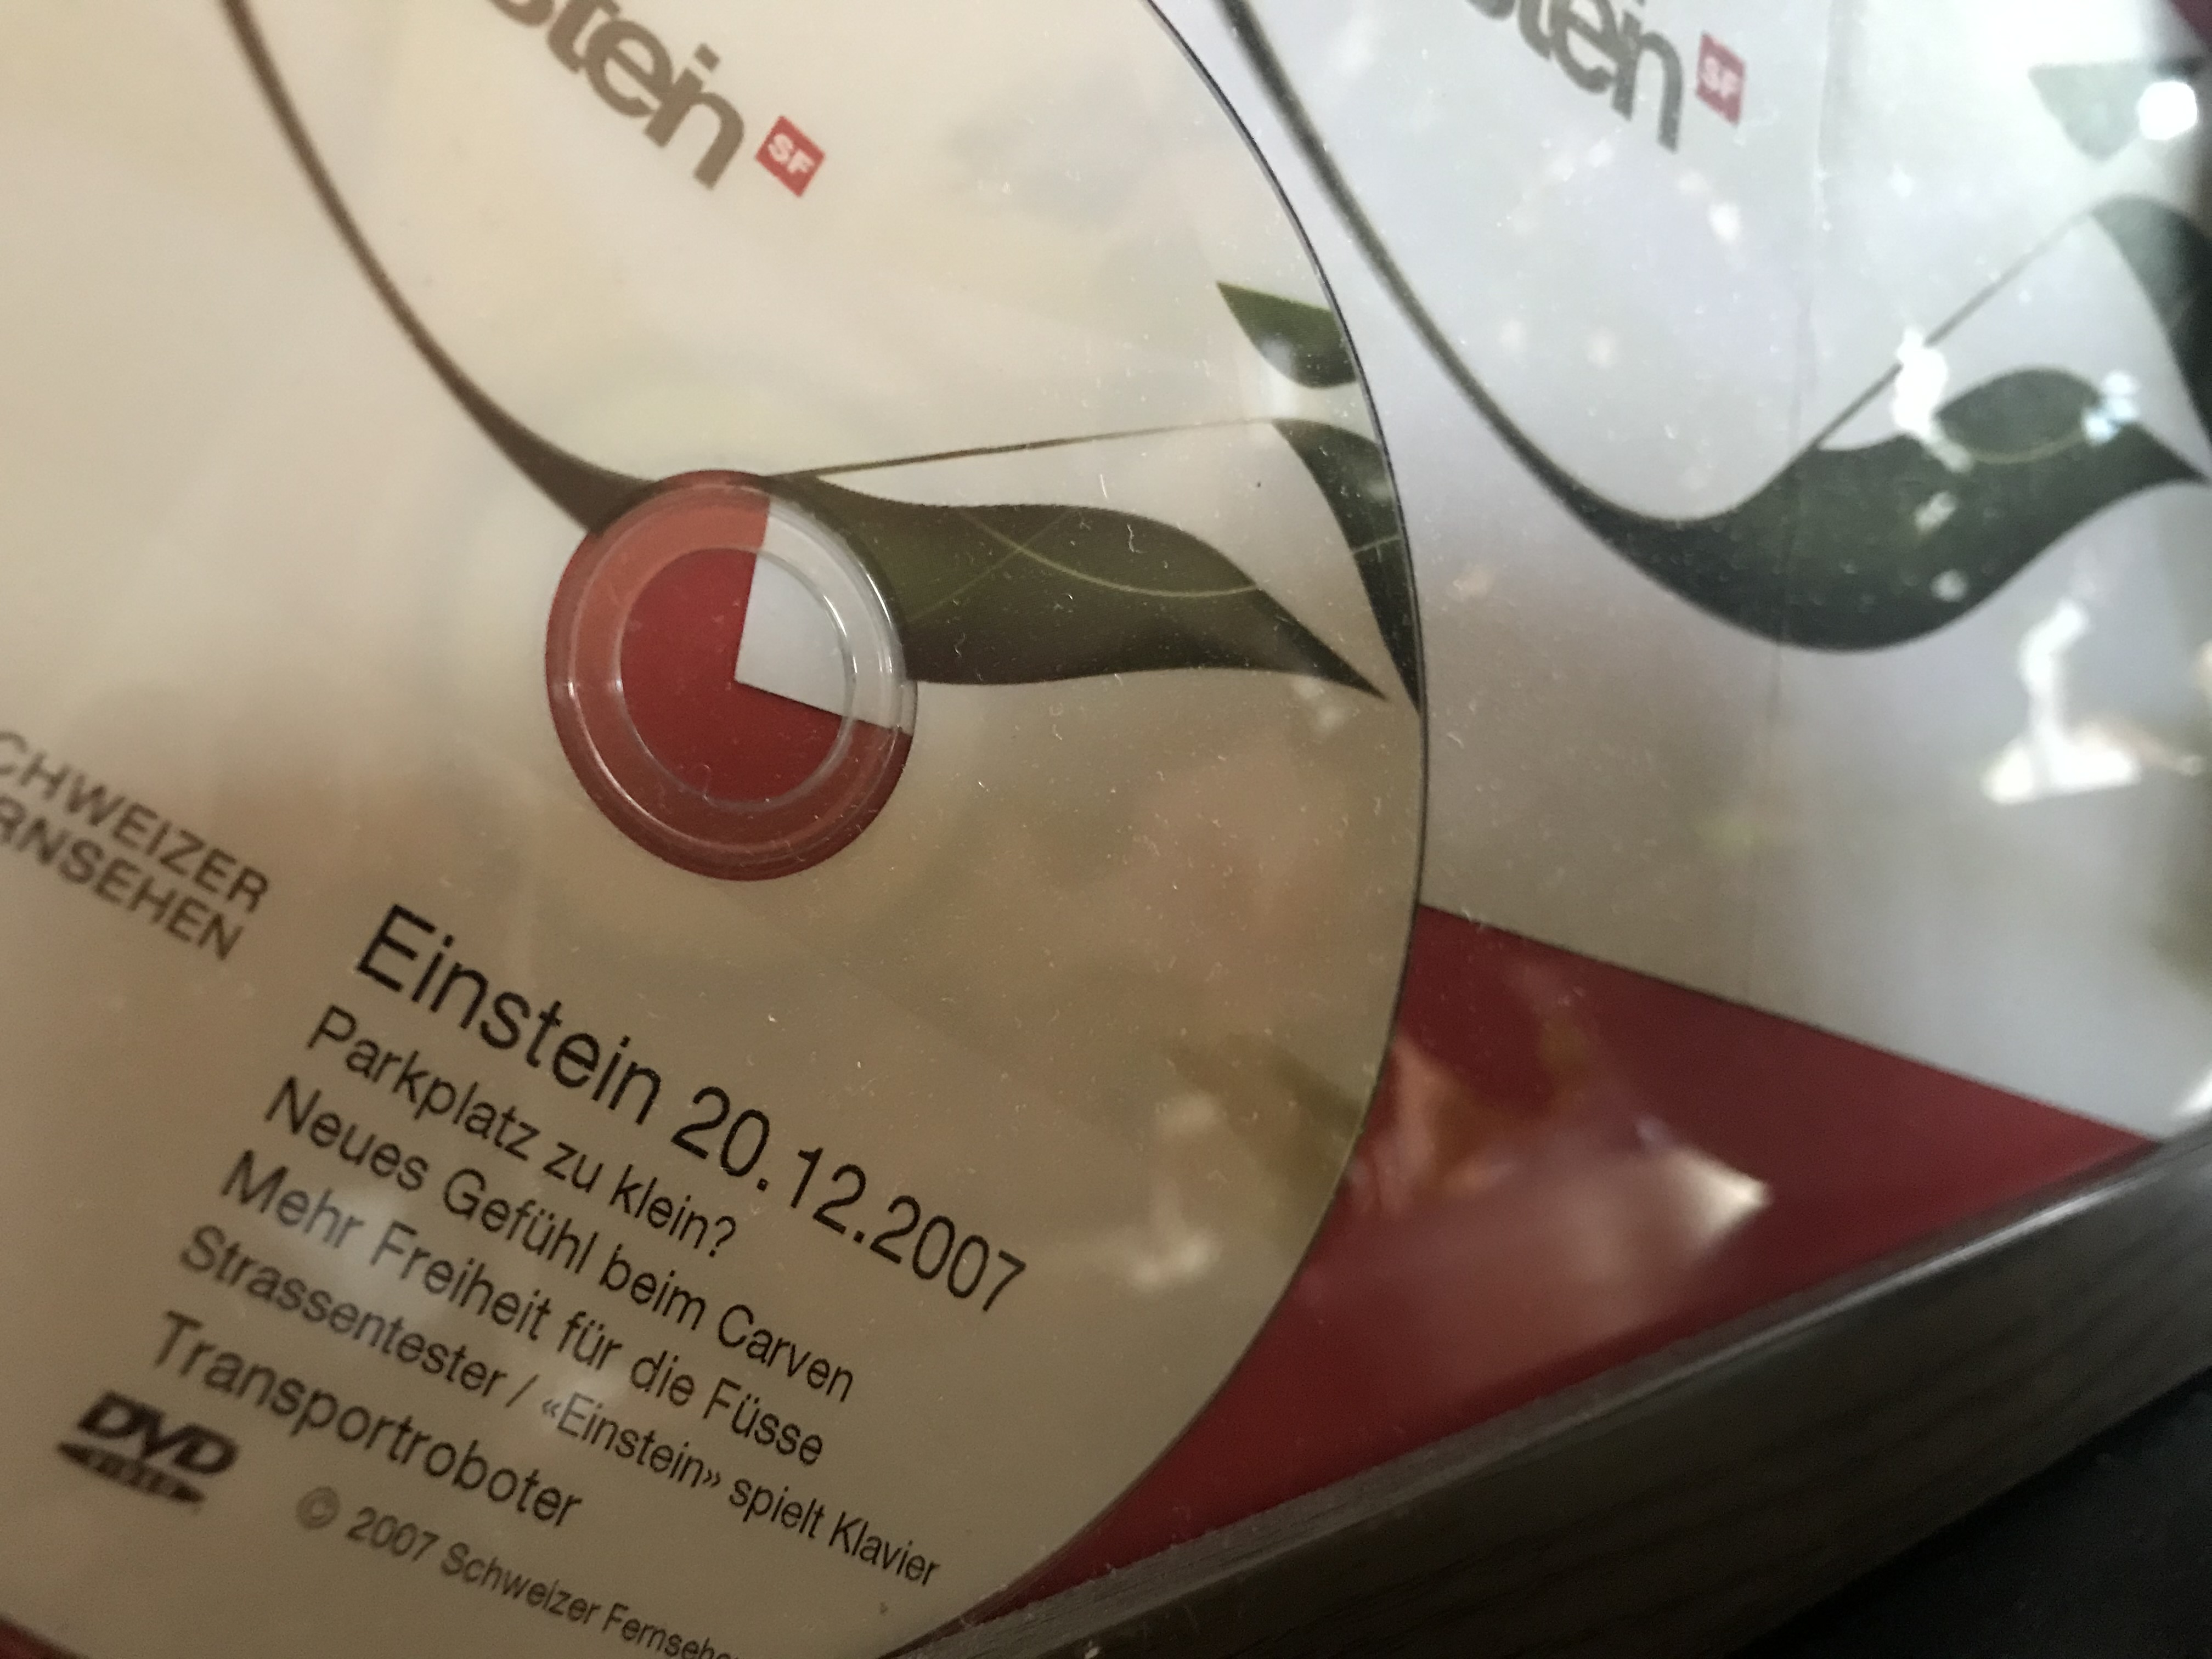 stein
SF
stein
SF
CHWEIZER
RNSEHEN
Einstein 20.12.2007
Parkplatz zu klein?
Neues Gefühl beim Carven
Mehr Freiheit für die Füsse
Strassentester / «Einstein» spielt Klavier
Transportroboter
DVD
© 2007 Schweizer Fernsehe